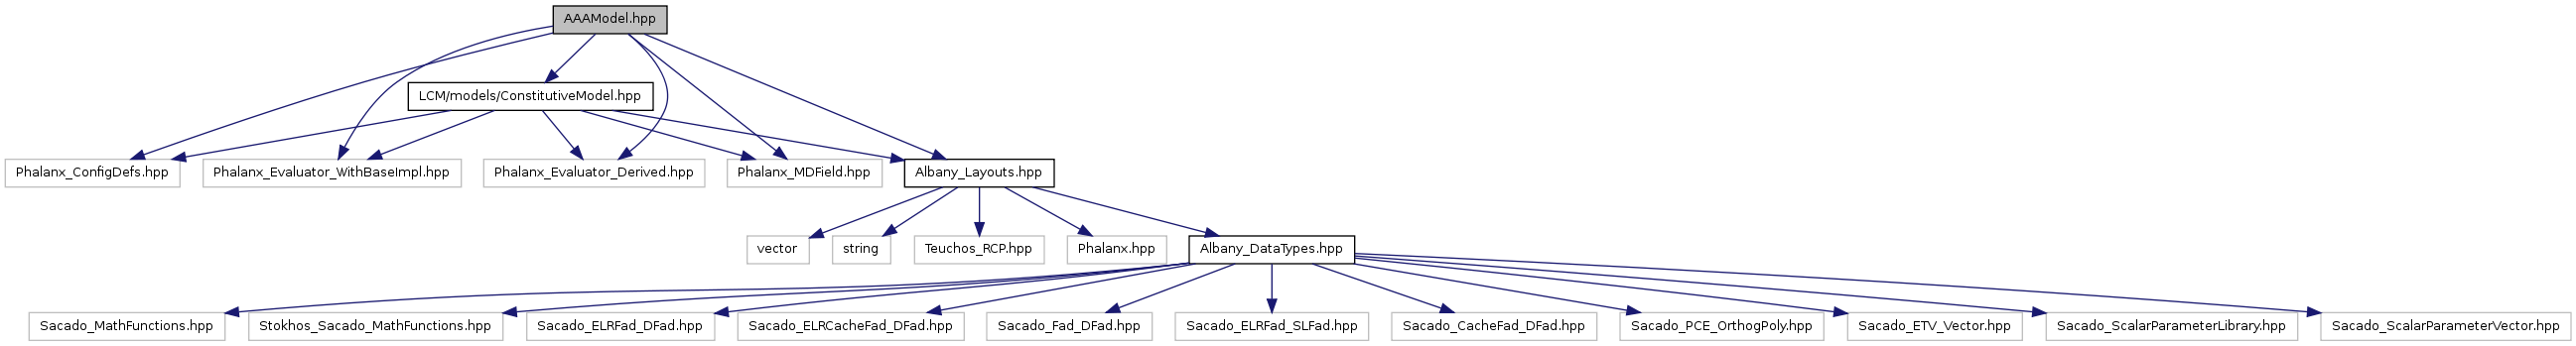 AAAModel.hpp
LCM/models/ConstitutiveModel.hpp
Phalanx_ConfigDefs.hpp
Phalanx_Evaluator_WithBaseImpl.hpp
Phalanx_Evaluator_Derived.hpp
Phalanx_MDField.hpp
Albany_Layouts.hpp
vector
string
Teuchos_RCP.hpp
Phalanx.hpp
Albany_DataTypes.hpp
Sacado_MathFunctions.hpp
Stokhos_Sacado_MathFunctions.hpp
Sacado_ELRFad_DFad.hpp
Sacado_ELRCacheFad_DFad.hpp
Sacado_Fad_DFad.hpp
Sacado_ELRFad_SLFad.hpp
Sacado_CacheFad_DFad.hpp
Sacado_PCE_OrthogPoly.hpp
Sacado_ETV_Vector.hpp
Sacado_ScalarParameterLibrary.hpp
Sacado_ScalarParameterVector.hpp